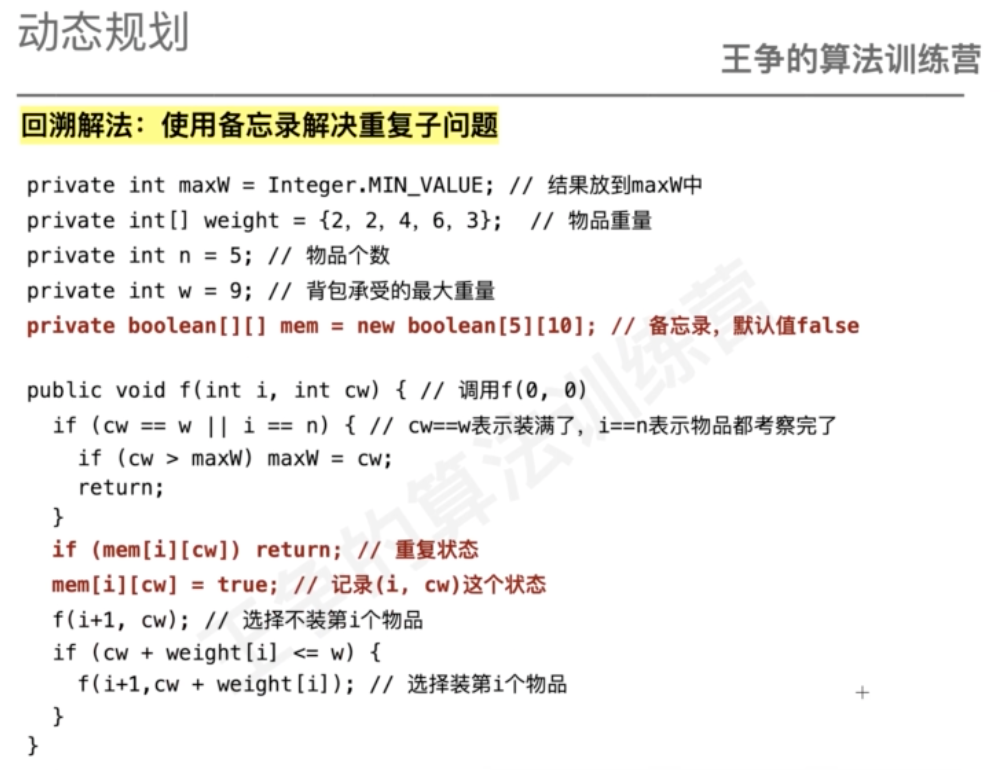 动态规划
王争的算法训练营
回溯解法：使用备忘录解决重复子问题
private int maxW = Integer.MIN_VALUE; // 结果放到maxW中
private int[] weight = {2, 2, 4, 6, 3};  // 物品重量
private int n = 5; // 物品个数
private int w = 9; // 背包承受的最大重量
private boolean[][] mem = new boolean[5][10]; // 备忘录，默认值false
public void f(int i, int cw) { // 调用f(0, 0)
  if (cw == w || i == n) { // cw==w表示装满了，i==n表示物品都考察完了
    if (cw > maxW) maxW = cw;
    return;
  }
  if (mem[i][cw]) return; // 重复状态
  mem[i][cw] = true; // 记录(i, cw)这个状态
  f(i+1, cw); // 选择不装第i个物品
  if (cw + weight[i] <= w) {
    f(i+1,cw + weight[i]); // 选择装第i个物品
  }
}
王争的算法训练营